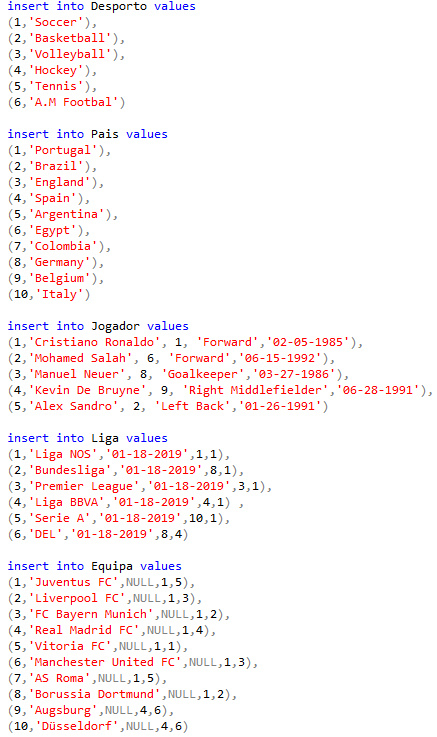 insert into Desporto values
(1,'Soccer'),
(2,'Basketball'),
(3,'Volleyball'),
(4,'Hockey'),
(5,'Tennis'),
(6,'A.M Footbal')
insert into Pais values
(1,'Portugal'),
(2,'Brazil'),
(3,'England'),
(4,'Spain'),
(5,'Argentina'),
(6,'Egypt'),
(7,'Colombia'),
(8,'Germany'),
(9,'Belgium'),
(10,'Italy')
insert into Jogador values
(1,'Cristiano Ronaldo', 1, 'Forward','02-05-1985'),
(2,'Mohamed Salah', 6, 'Forward','06-15-1992'),
(3,'Manuel Neuer', 8, 'Goalkeeper','03-27-1986'),
(4,'Kevin De Bruyne', 9, 'Right Middlefielder','06-28-1991'),
(5,'Alex Sandro', 2, 'Left Back','01-26-1991')
insert into Liga values
(1,'Liga NOS','01-18-2019',1,1),
(2,'Bundesliga','01-18-2019',8,1),
(3,'Premier League','01-18-2019',3,1),
(4,'Liga BBVA','01-18-2019',4,1) ,
(5,'Serie A','01-18-2019',10,1),
(6,'DEL','01-18-2019',8,4)
insert into Equipa values
(1,'Juventus FC',NULL,1,5),
(2,'Liverpool FC',NULL,1,3),
(3,'FC Bayern Munich',NULL,1,2),
(4,'Real Madrid FC',NULL,1,4),
(5,'Vitoria FC',NULL,1,1),
(6,'Manchester United FC',NULL,1,3),
(7,'AS Roma',NULL,1,5),
(8,'Borussia Dortmund',NULL,1,2),
(9,'Augsburg',NULL,4,6),
(10,'Düsseldorf',NULL,4,6)